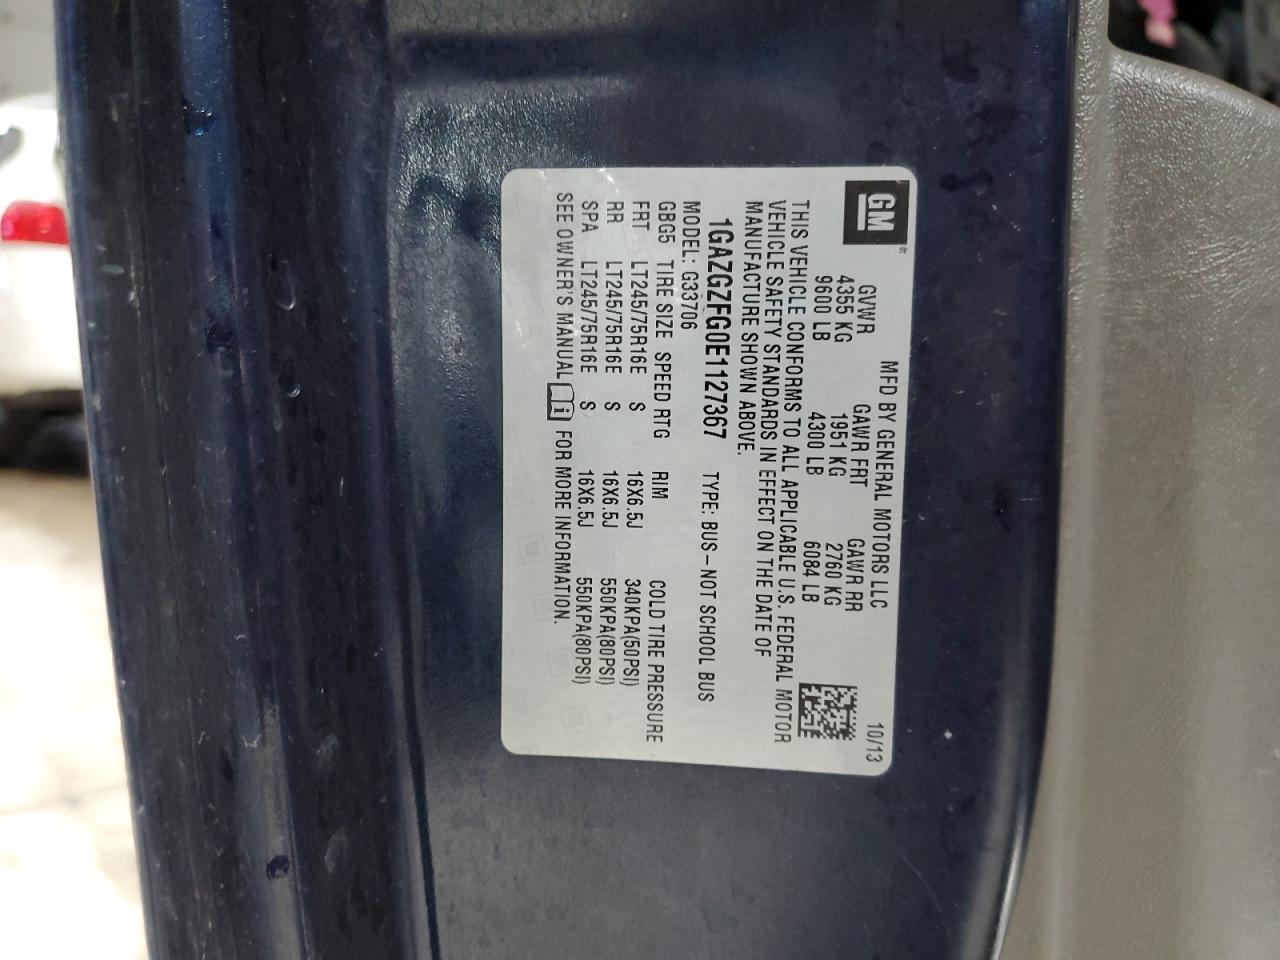 GM®
MFD BY GENERAL MOTORS LLC 10/13
GVWR GAWR FRT GAWR RR
4355 KG 1951 KG 2760 KG
9600 LB 4300 LB 6084 LB
THIS VEHICLE CONFORMS TO ALL APPLICABLE U.S. FEDERAL MOTOR
VEHICLE SAFETY STANDARDS IN EFFECT ON THE DATE OF
MANUFACTURE SHOWN ABOVE.
1GAZGZFG0E1127367 TYPE: BUS-NOT SCHOOL BUS
MODEL: G33706
GBG5 TIRE SIZE SPEED RTG RIM COLD TIRE PRESSURE
FRT LT245/75R16E S 16X6.5J 340KPA(50PSI)
RR LT245/75R16E S 16X6.5J 550KPA(80PSI)
SPA LT245/75R16E S 16X6.5J 550KPA(80PSI)
SEE OWNER'S MANUAL i FOR MORE INFORMATION.